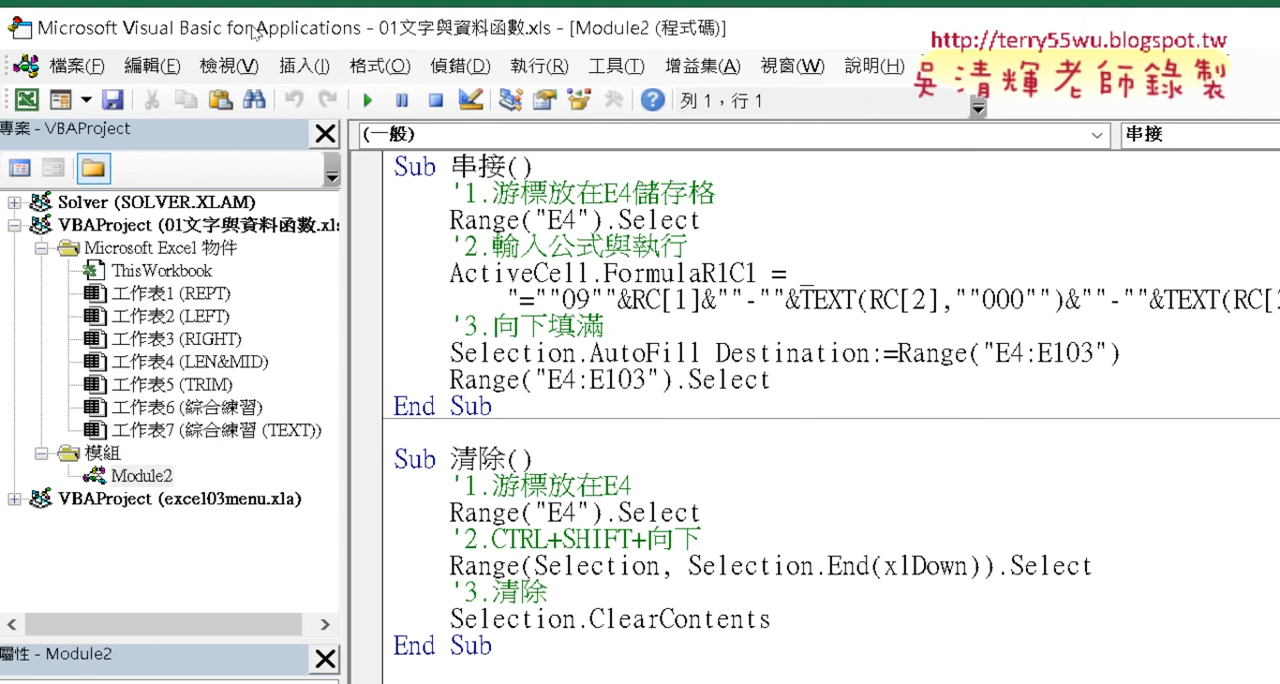 Microsoft Visual Basic for Applications - 01文字與資料函數.xls - [Module2 (程式碼)]
http://terry55wu.blogspot.tw
吳清輝老師錄製
檔案(F) 編輯(E) 檢視(V) 插入(I) 格式(O) 偵錯(D) 執行(R) 工具(T) 增益集(A) 視窗(W) 說明(H)
列 1，行 1
專案 - VBAProject
(一般)
串接
Solver (SOLVER.XLAM)
VBAProject (01文字與資料函數.xls
Microsoft Excel 物件
ThisWorkbook
工作表1 (REPT)
工作表2 (LEFT)
工作表3 (RIGHT)
工作表4 (LEN&MID)
工作表5 (TRIM)
工作表6 (綜合練習)
工作表7 (綜合練習 (TEXT))
模組
Module2
VBAProject (excel03menu.xla)
屬性 - Module2
Sub 串接()
'1.游標放在E4儲存格
Range("E4").Select
'2.輸入公式與執行
ActiveCell.FormulaR1C1 = _
"=""09""&RC[1]&""-""&TEXT(RC[2],""000"")&""-""&TEXT(RC[
'3.向下填滿
Selection.AutoFill Destination:=Range("E4:E103")
Range("E4:E103").Select
End Sub
Sub 清除()
'1.游標放在E4
Range("E4").Select
'2.CTRL+SHIFT+向下
Range(Selection, Selection.End(xlDown)).Select
'3.清除
Selection.ClearContents
End Sub